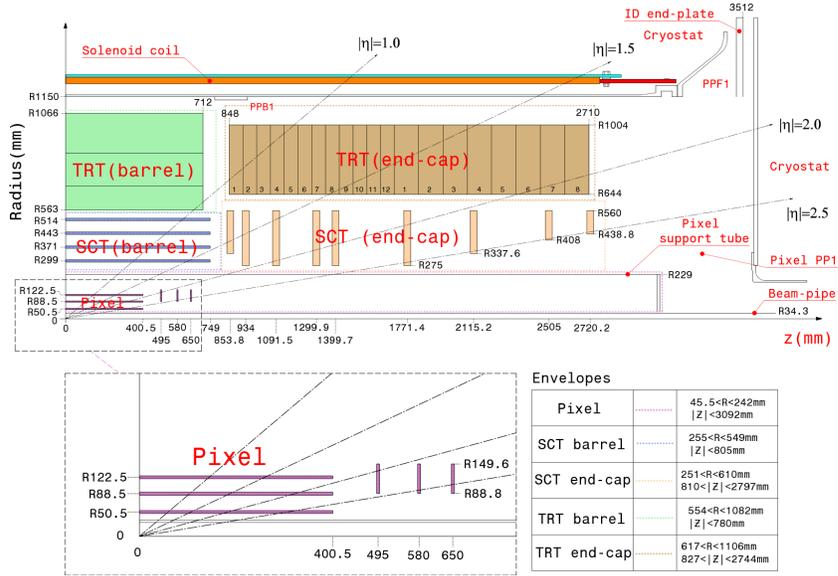 3512
ID end-plate
Cryostat
|η|=1.0
|η|=1.5
Solenoid coil
PPF1
R1150
712
PPB1
R1066
848
2710
R1004
|η|=2.0
TRT(barrel)
TRT(end-cap)
Cryostat
Radius(mm)
1 2 3 4 5 6 7 8 9 10 11 12 1 2 3 4 5 6 7 8
R644
|η|=2.5
R563
R514
R443
R371
R299
SCT(barrel)
SCT (end-cap)
R560
R438.8
R408
R337.6
R275
Pixel
support tube
Pixel PP1
R229
Beam-pipe
R34.3
R122.5
R88.5
R50.5
0
Pixel
0
400.5 580 749 934 1299.9 1771.4 2115.2 2505 2720.2
495 650 853.8 1091.5 1399.7
z(mm)
Pixel
R122.5
R88.5
R50.5
0
R149.6
R88.8
0
400.5 495 580 650
Envelopes
Pixel
45.5<R<242mm
|Z|<3092mm
SCT barrel
255<R<549mm
|Z|<805mm
SCT end-cap
251<R<610mm
810<|Z|<2797mm
TRT barrel
554<R<1082mm
|Z|<780mm
TRT end-cap
617<R<1106mm
827<|Z|<2744mm